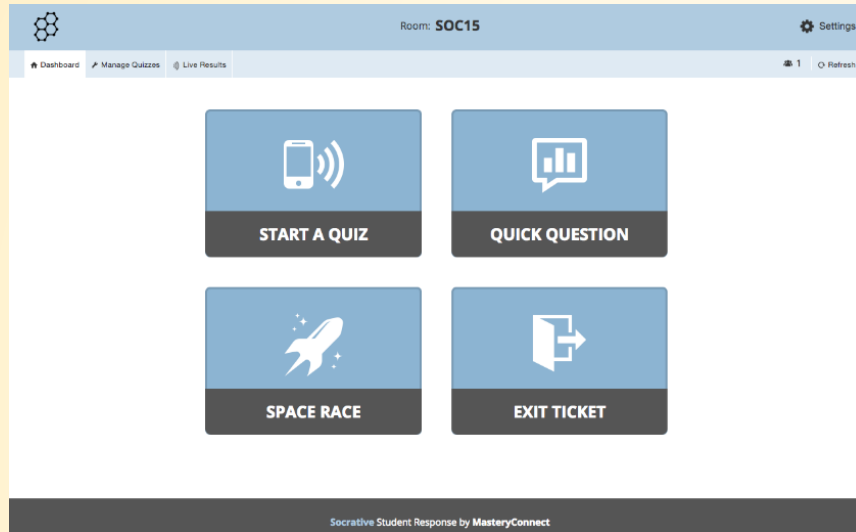 Room: SOC15
Settings
Dashboard Manage Quizzes Live Results
1 Refresh
START A QUIZ
QUICK QUESTION
SPACE RACE
EXIT TICKET
Socrative Student Response by MasteryConnect